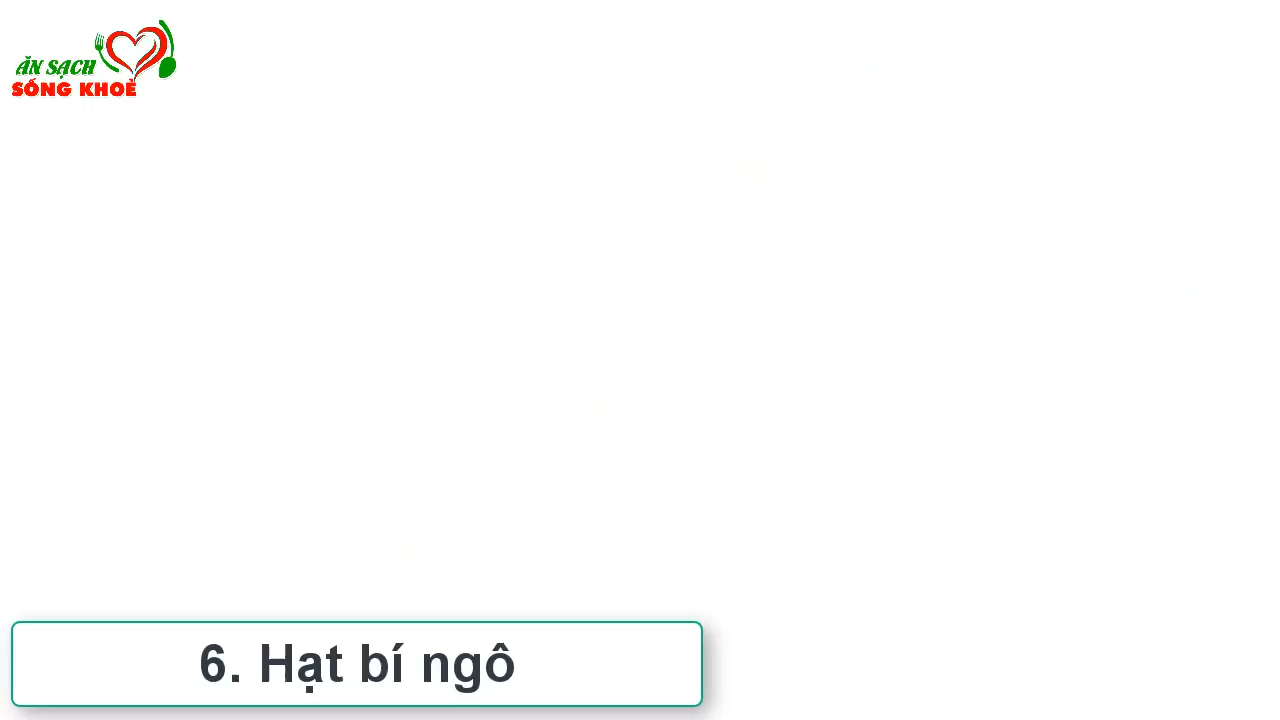 ĂN SẠCH
SỐNG KHOẺ
6. Hạt bí ngô